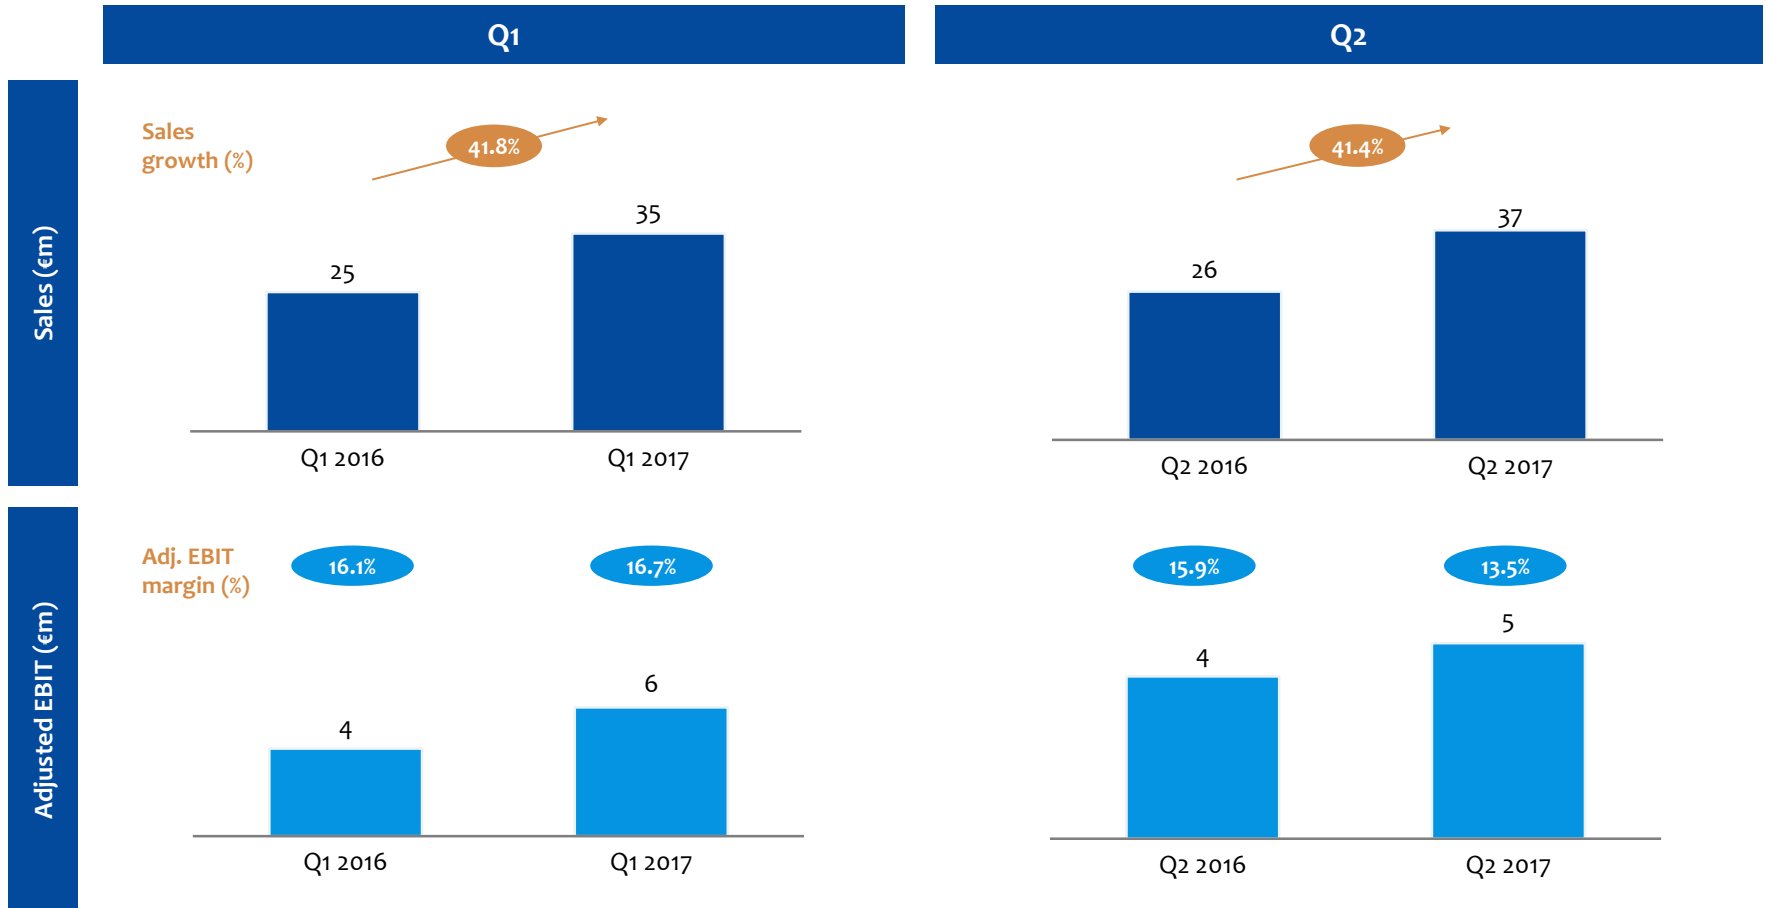 Q1
Q2
Sales (€m)
Sales
growth (%)
41.8%
25
35
Q1 2016
Q1 2017
41.4%
26
37
Q2 2016
Q2 2017
Adjusted EBIT (€m)
Adj. EBIT
margin (%)
16.1%
16.7%
4
6
Q1 2016
Q1 2017
15.9%
13.5%
4
5
Q2 2016
Q2 2017